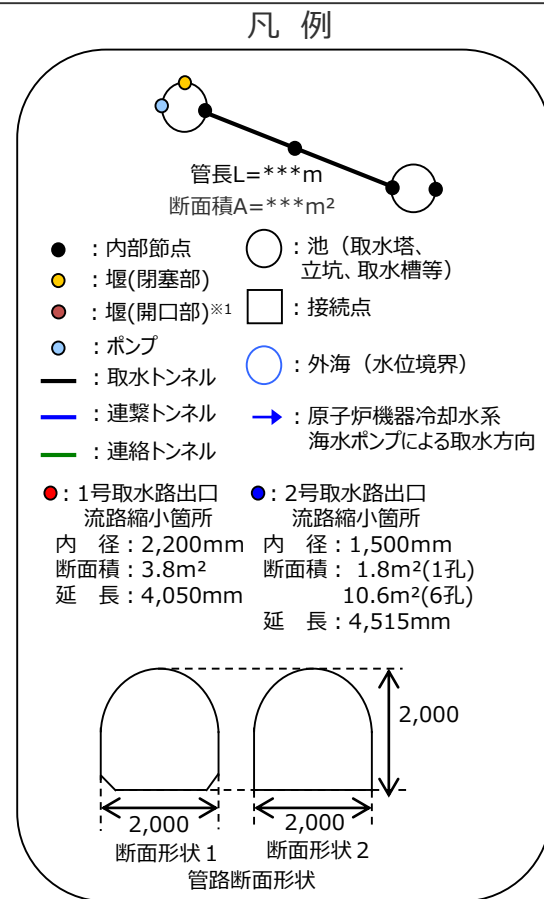 凡 例
管長L=***m
断面積A=***m²
：内部節点
：堰(閉塞部)
：堰(開口部)※1
：ポンプ
：取水トンネル
：連繋トンネル
：連絡トンネル
：池（取水塔、
立坑、取水槽等）
：接続点
：外海（水位境界）
：原子炉機器冷却水系
海水ポンプによる取水方向
：1号取水路出口
流路縮小箇所
内　径：2,200mm
断面積：3.8m²
延　長：4,050mm
：2号取水路出口
流路縮小箇所
内　径：1,500mm
断面積： 1.8m²(1孔)
10.6m²(6孔)
延　長：4,515mm
2,000
2,000
2,000
断面形状１
断面形状２
管路断面形状